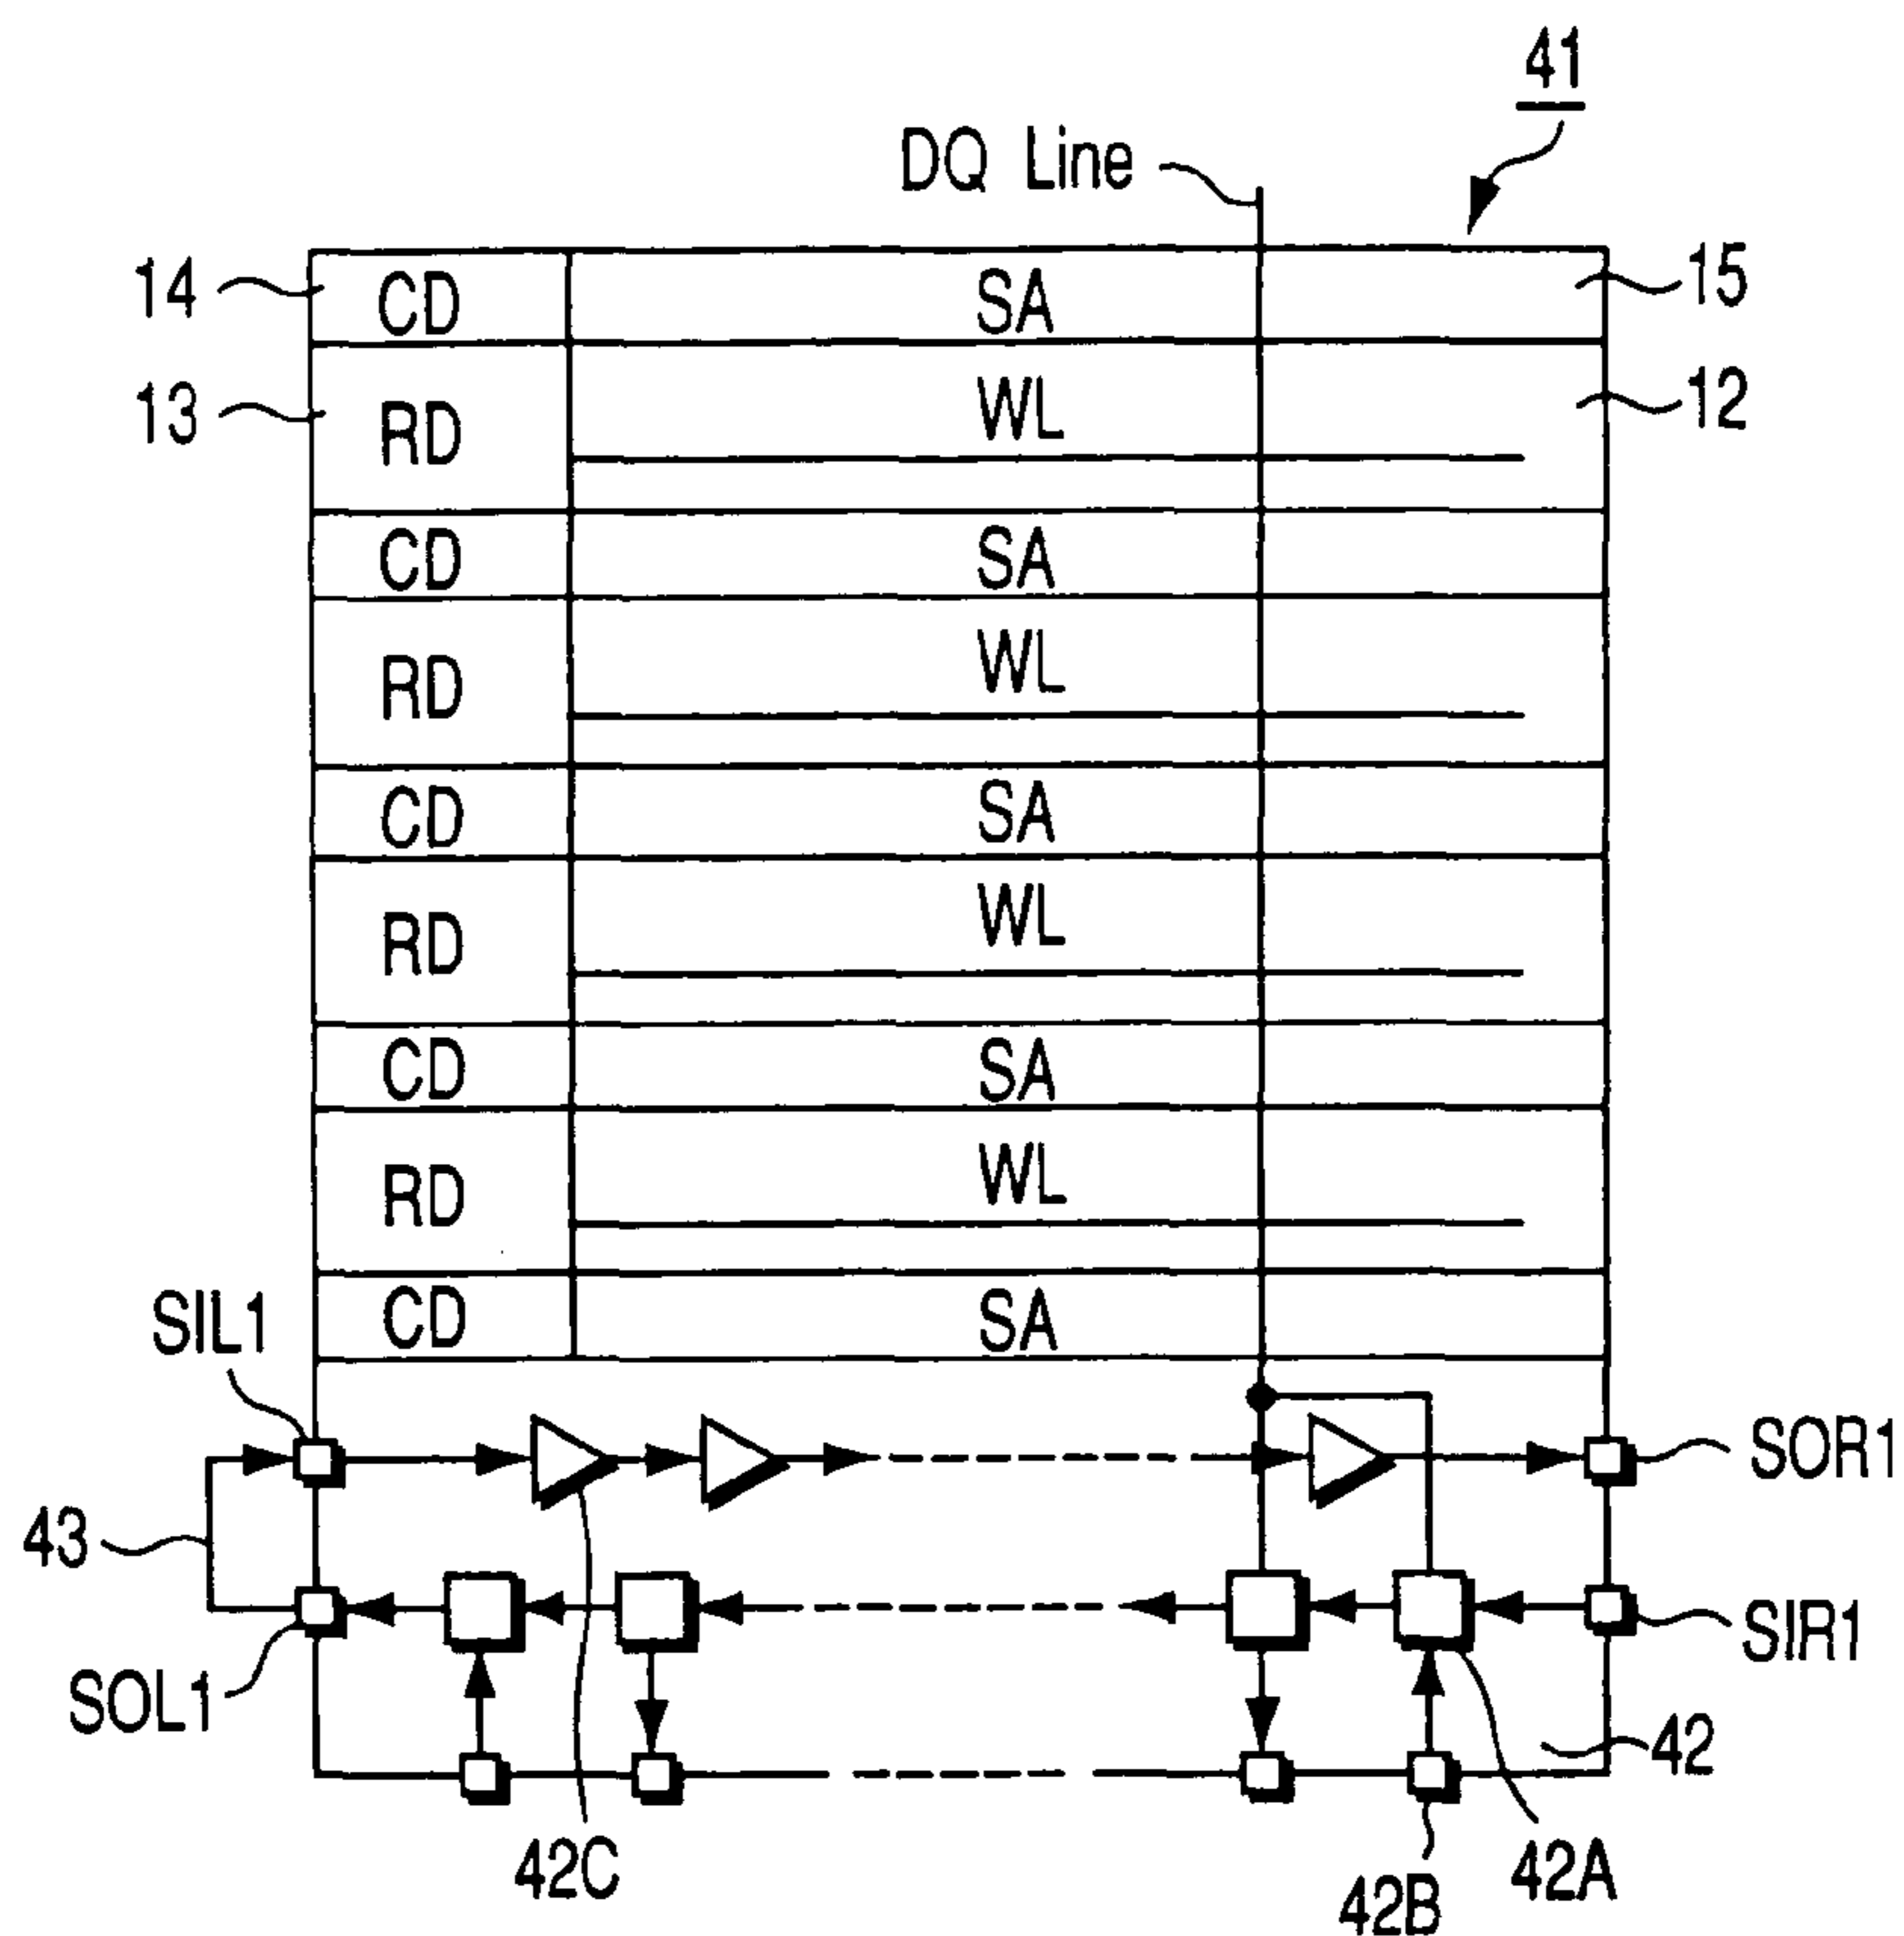 41
DQ Line
14 CD SA 15
13 RD WL 12
CD SA
RD WL
CD SA
RD WL
CD SA
RD WL
SIL1 CD SA
SOR1
43
SOL1 SIR1
42
42C 42B 42A